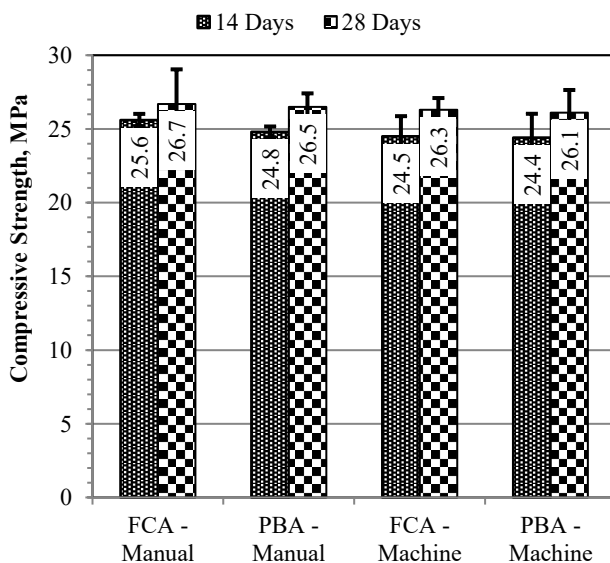 14 Days 28 Days
Compressive Strength, MPa
30
25
20
15
10
5
0
25.6
26.7
24.8
26.5
24.5
26.3
24.4
26.1
FCA -
Manual
PBA -
Manual
FCA -
Machine
PBA -
Machine